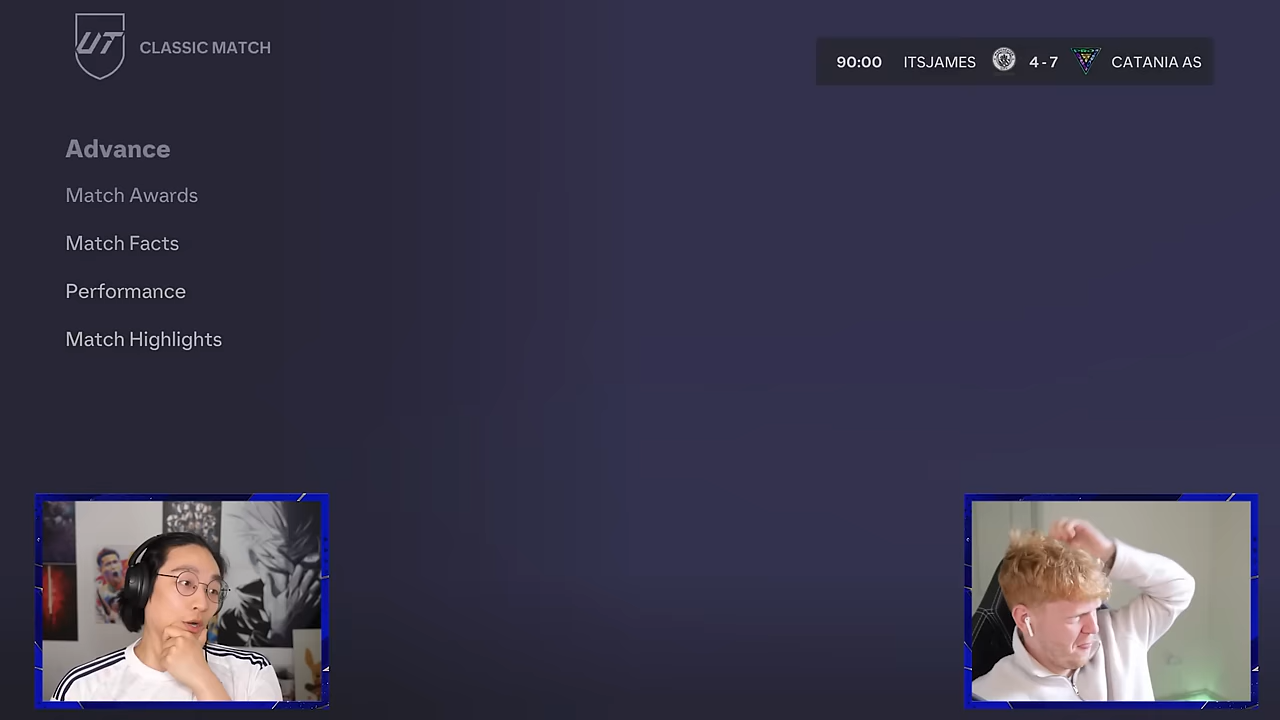 UT CLASSIC MATCH
90:00 ITSJAMES 4-7 CATANIA AS
Advance
Match Awards
Match Facts
Performance
Match Highlights